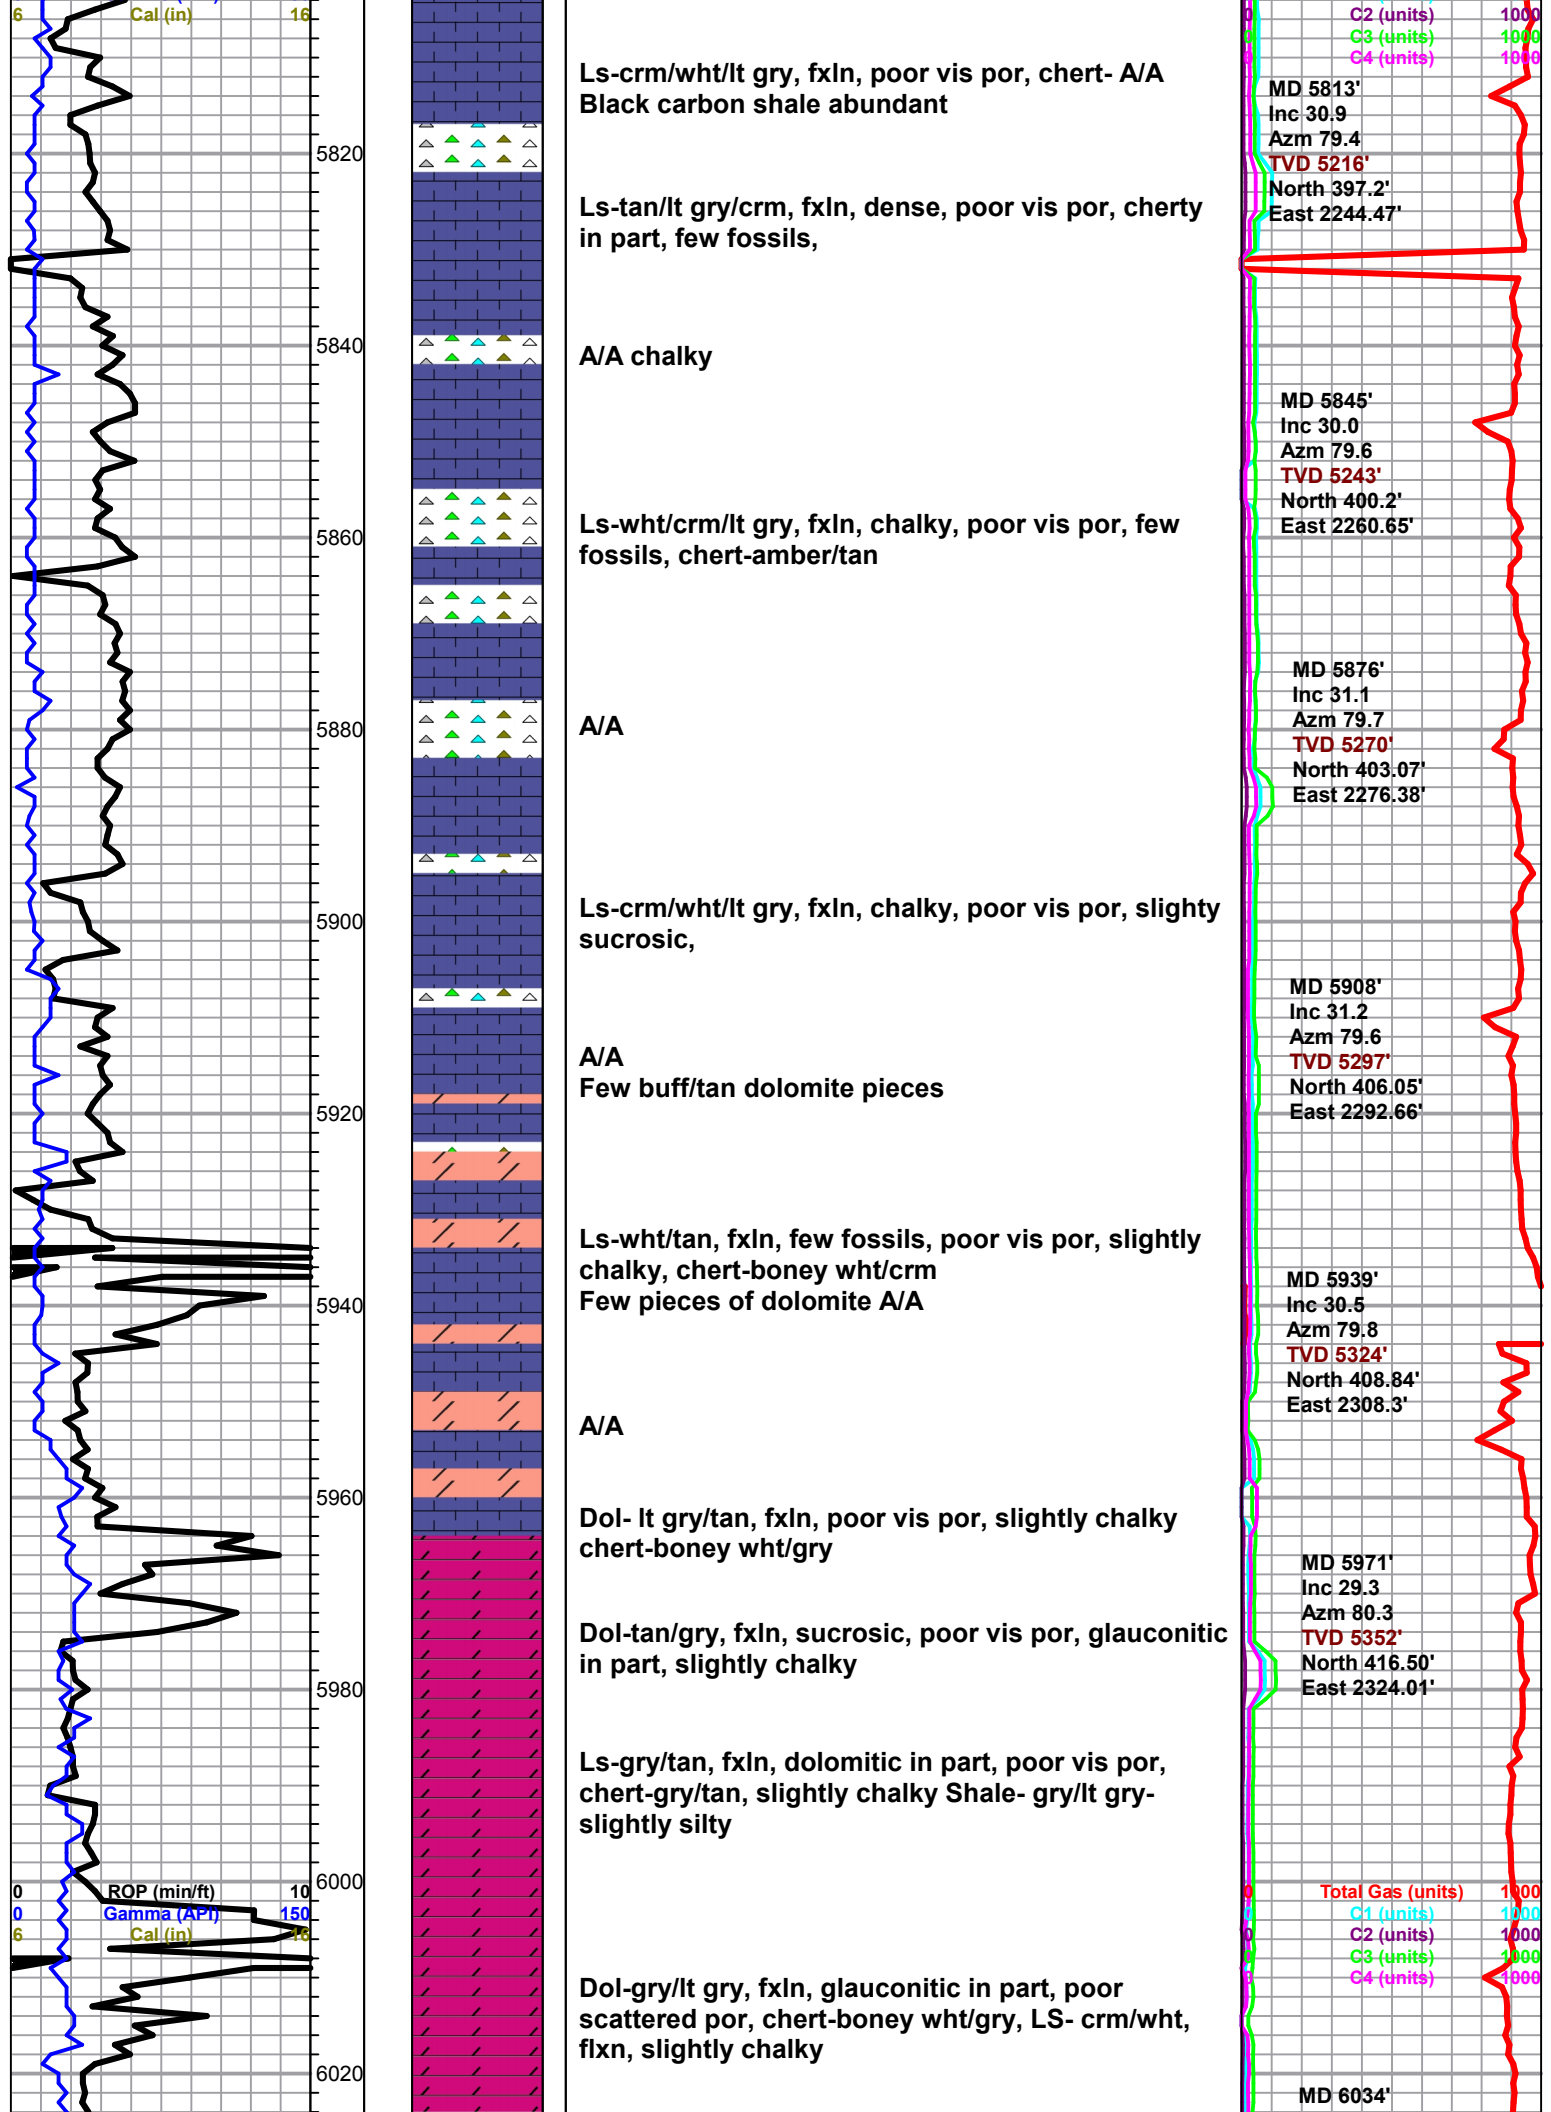 6 Cal (in) 16
C2 (units) 1000
0 C3 (units) 1000
0 C4 (units) 1000
Ls-crm/wht/lt gry, fxln, poor vis por, chert- A/A
Black carbon shale abundant
MD 5813'
Inc 30.9
Azm 79.4
TVD 5216'
North 397.2'
East 2244.47'
5820
Ls-tan/lt gry/crm, fxln, dense, poor vis por, cherty
in part, few fossils,
5840
A/A chalky
MD 5845'
Inc 30.0
Azm 79.6
TVD 5243'
North 400.2'
East 2260.65'
5860
Ls-wht/crm/lt gry, fxln, chalky, poor vis por, few
fossils, chert-amber/tan
MD 5876'
Inc 31.1
Azm 79.7
TVD 5270'
North 403.07'
East 2276.38'
5880
A/A
5900
Ls-crm/wht/lt gry, fxln, chalky, poor vis por, slighty
sucrosic,
MD 5908'
Inc 31.2
Azm 79.6
TVD 5297'
North 406.05'
East 2292.66'
A/A
Few buff/tan dolomite pieces
5920
Ls-wht/tan, fxln, few fossils, poor vis por, slightly
chalky, chert-boney wht/crm
Few pieces of dolomite A/A
5940
MD 5939'
Inc 30.5
Azm 79.8
TVD 5324'
North 408.84'
East 2308.3'
A/A
5960
Dol- lt gry/tan, fxln, poor vis por, slightly chalky
chert-boney wht/gry
MD 5971'
Inc 29.3
Azm 80.3
TVD 5352'
North 416.50'
East 2324.01'
Dol-tan/gry, fxln, sucrosic, poor vis por, glauconitic
in part, slightly chalky
5980
Ls-gry/tan, fxln, dolomitic in part, poor vis por,
chert-gry/tan, slightly chalky Shale- gry/lt gry-
slightly silty
6000
0 ROP (min/ft) 10
0 Gamma (API) 150
6 Cal (in) 16
0 Total Gas (units) 1000
0 C1 (units) 1000
0 C2 (units) 1000
0 C3 (units) 1000
0 C4 (units) 1000
Dol-gry/lt gry, fxln, glauconitic in part, poor
scattered por, chert-boney wht/gry, LS- crm/wht,
flxn, slightly chalky
6020
MD 6034'